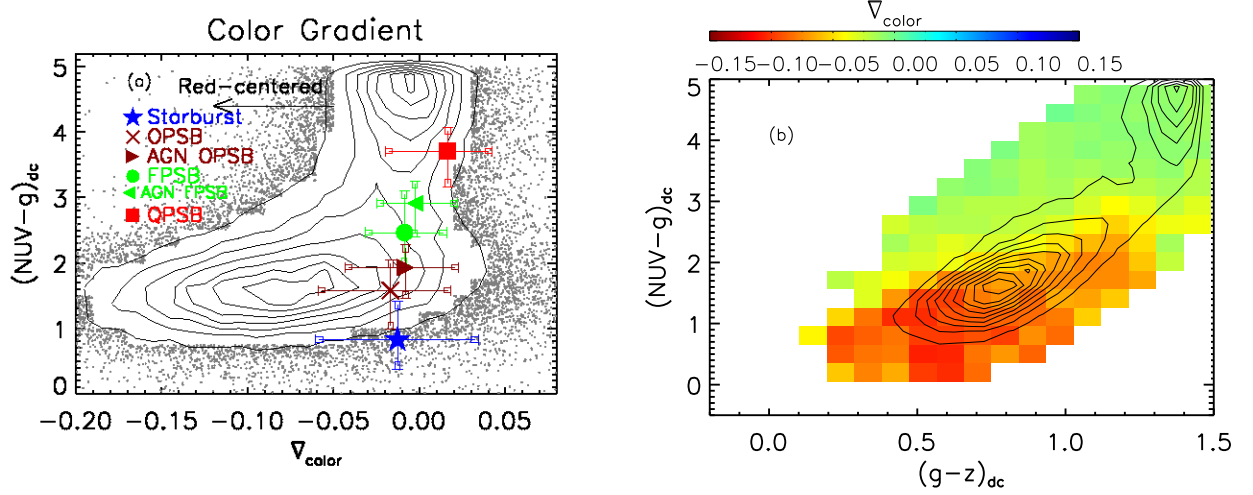 Color Gradient
(a)
Red-centered
Starburst
OPSB
AGN OPSB
FPSB
AGN FPSB
QPSB
5
4
3
2
1
0
(NUV-g)dc
-0.20 -0.15 -0.10 -0.05 0.00 0.05
∇color
∇color
-0.15 -0.10 -0.05 0.00 0.05 0.10 0.15
(b)
5
4
3
2
1
0
(NUV-g)dc
0.0 0.5 1.0 1.5
(g-z)dc